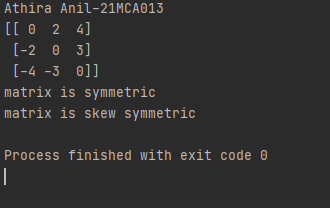 Athira Anil-21MCA013
[[ 0  2  4]
 [-2  0  3]
 [-4 -3  0]]
matrix is symmetric
matrix is skew symmetric
Process finished with exit code 0